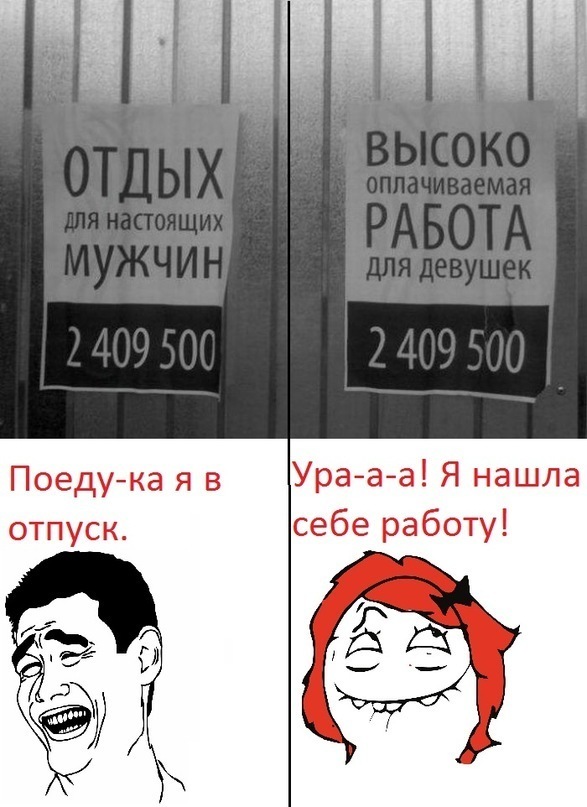 ОТДЫХ
для настоящих
мужчин
2 409 500
ВЫСОКО
оплачиваемая
РАБОТА
для девушек
2 409 500
Поеду-ка я в
отпуск.
Ура-а-а! Я нашла
себе работу!